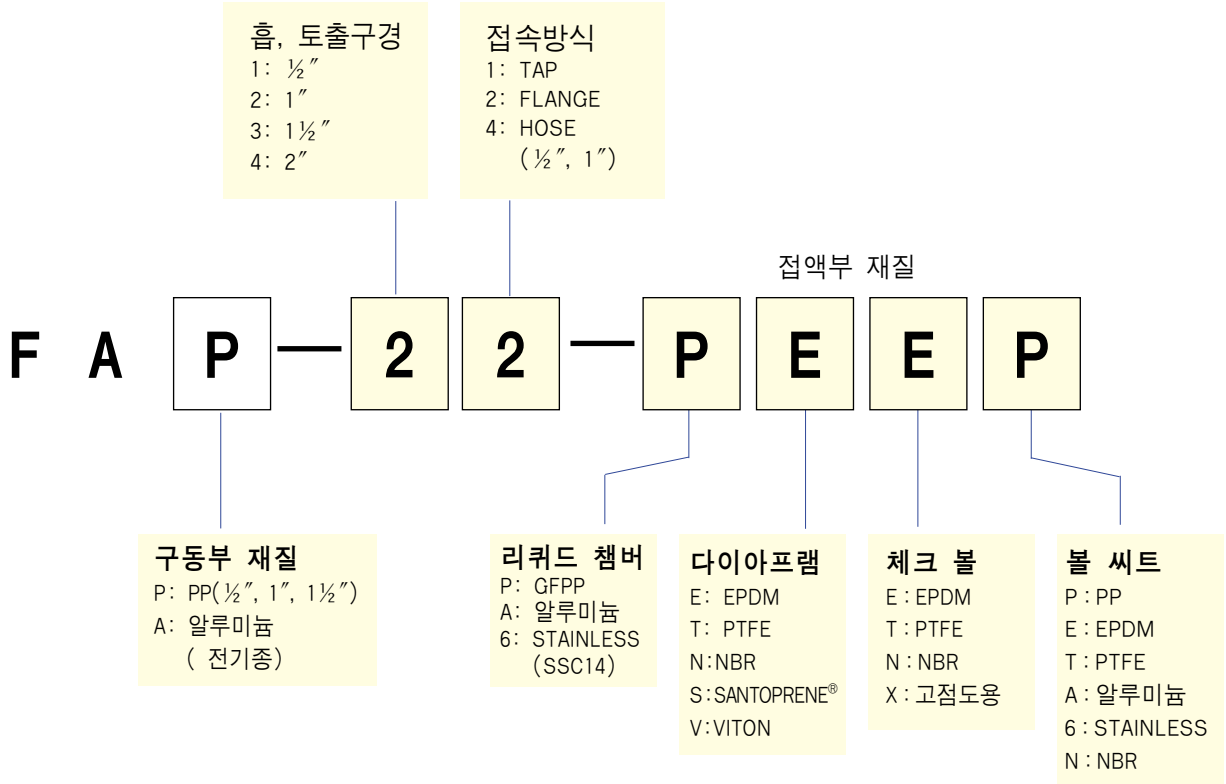 흡, 토출구경
1: ½″
2: 1″
3: 1½″
4: 2″
접속방식
1: TAP
2: FLANGE
4: HOSE
(½″, 1″)
접액부 재질
F A P — 2 2 — P E E P
구동부 재질
P: PP(½″, 1″, 1½″)
A: 알루미늄
( 전기종)
리퀴드 챔버
P: GFPP
A: 알루미늄
6: STAINLESS
(SSC14)
다이아프램
E: EPDM
T: PTFE
N:NBR
S:SANTOPRENE®
V:VITON
체크 볼
E:EPDM
T:PTFE
N:NBR
X:고점도용
볼 씨트
P:PP
E:EPDM
T:PTFE
A:알루미늄
6:STAINLESS
N:NBR